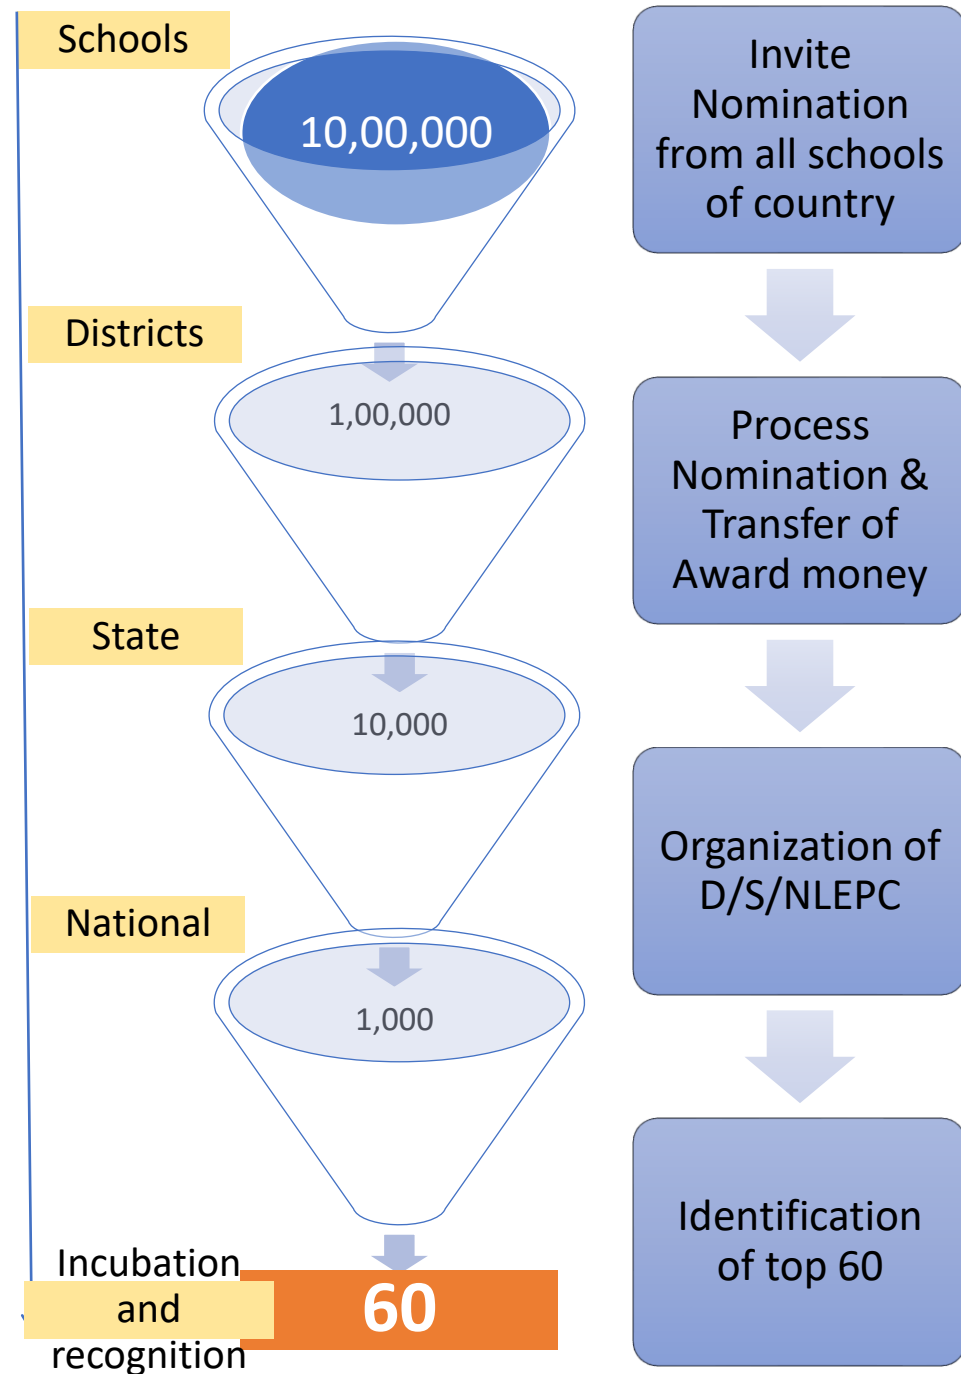 Schools
10,00,000
Invite
Nomination
from all schools
of country
Districts
1,00,000
Process
Nomination &
Transfer of
Award money
State
10,000
Organization of
D/S/NLEPC
National
1,000
Identification
of top 60
Incubation
and
recognition
60